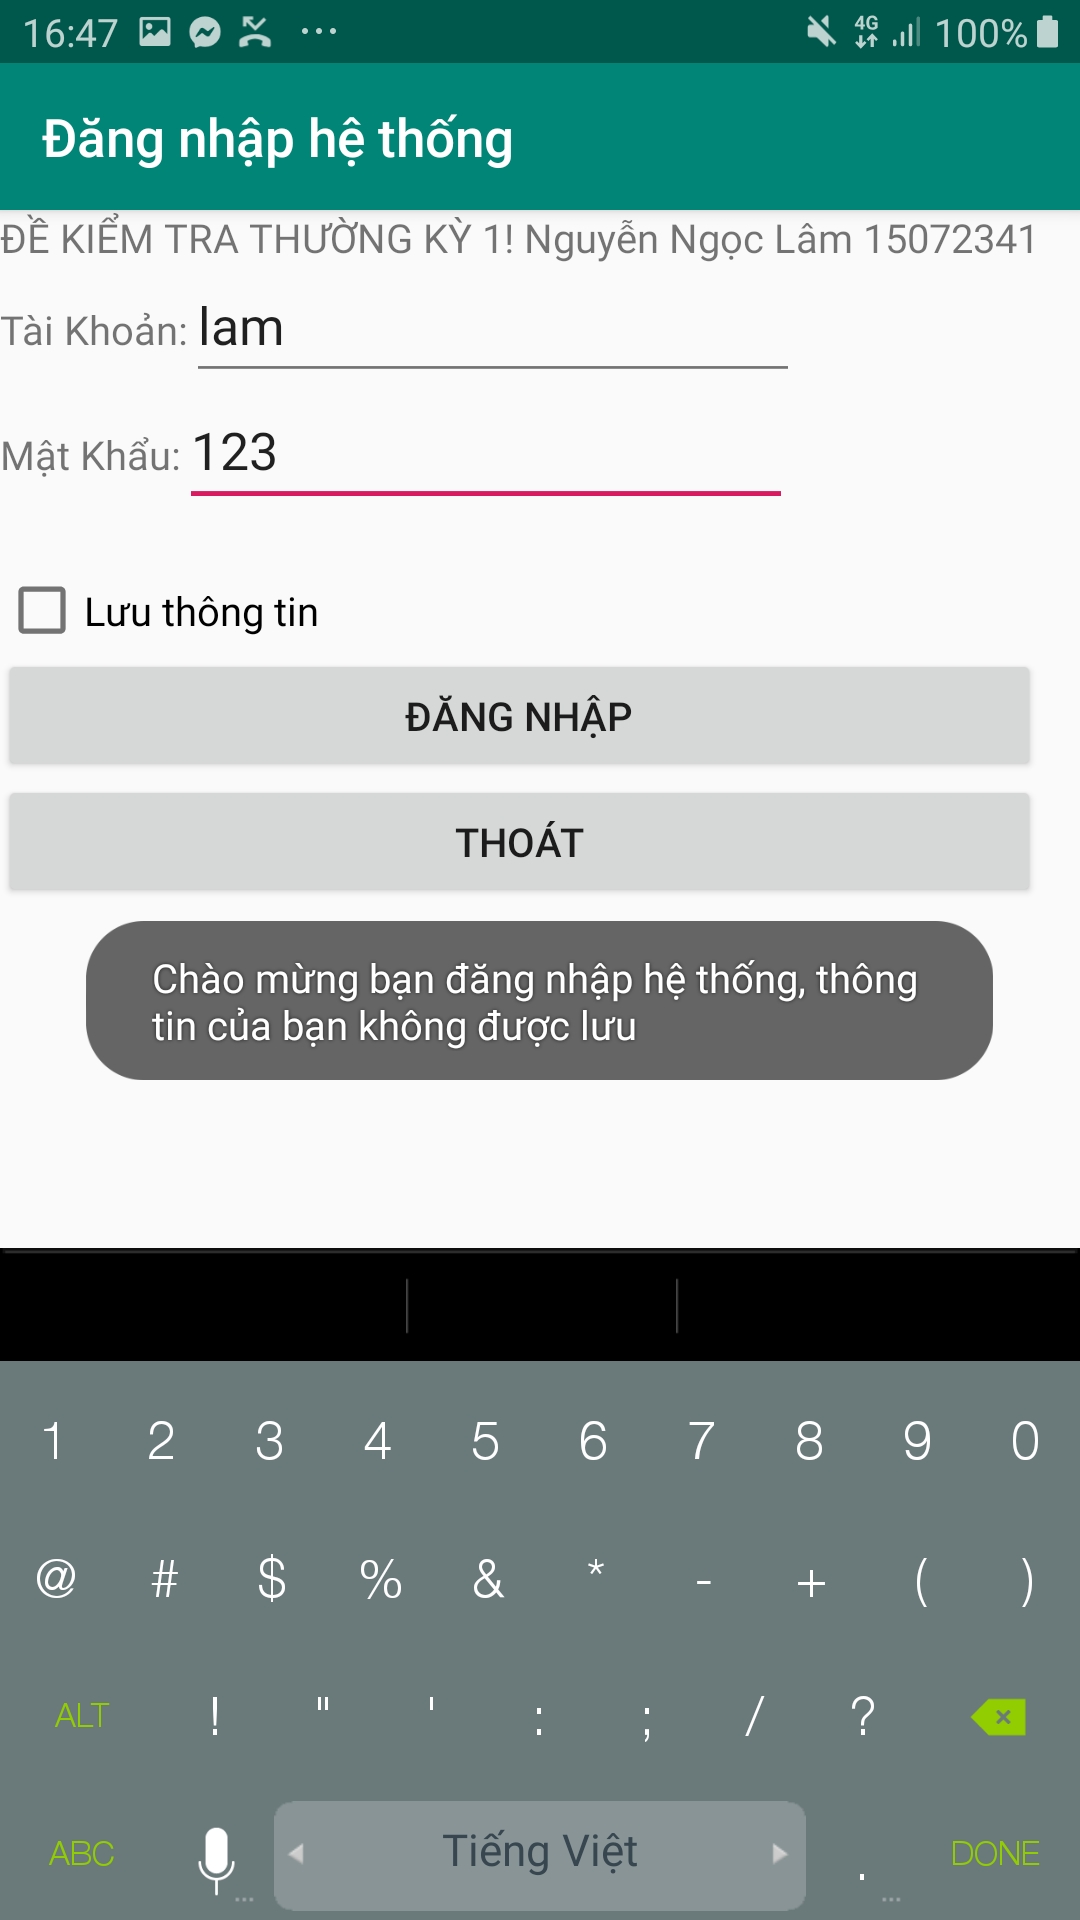 16:47 4G 100%
Đăng nhập hệ thống
ĐỀ KIỂM TRA THƯỜNG KỲ 1! Nguyễn Ngọc Lâm 15072341
Tài Khoản: lam
Mật Khẩu: 123
Lưu thông tin
ĐĂNG NHẬP
THOÁT
Chào mừng bạn đăng nhập hệ thống, thông
tin của bạn không được lưu
1 2 3 4 5 6 7 8 9 0
@ # $ % & * - + ( )
ALT ! " ' : ; / ?
ABC Tiếng Việt . DONE